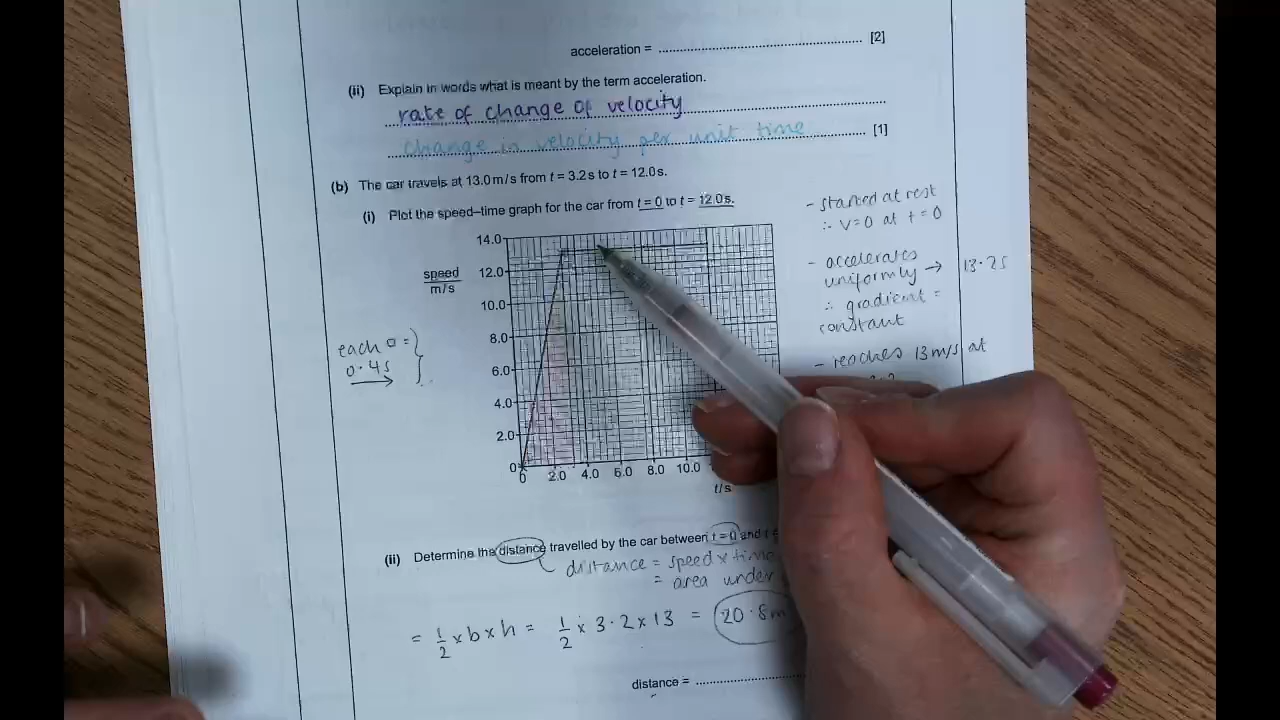 acceleration = ........................................ [2]
(ii) Explain in words what is meant by the term acceleration.
rate of change of velocity
change in velocity per unit time [1]
(b) The car travels at 13.0 m/s from t = 3.2 s to t = 12.0 s.
(i) Plot the speed–time graph for the car from t = 0 to t = 12.0 s.
- started at rest
∴ v=0 at t=0
- accelerates
uniformly → 13.2s
∴ gradient =
constant
- reaches 13m/s at
speed
m/s
14.0
12.0
10.0
8.0
6.0
4.0
2.0
0
0 2.0 4.0 6.0 8.0 10.0
t/s
each □ =
0.4s
(ii) Determine the distance travelled by the car between t = 0 and t
distance = speed x time
= area under
= 1/2 x b x h = 1/2 x 3.2 x 13 = 20.8m
distance = ....................